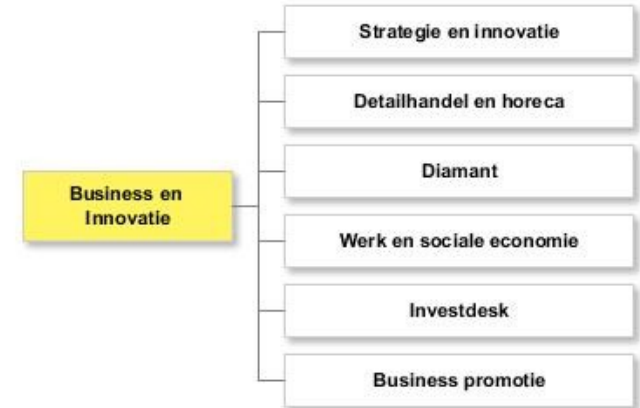 Strategie en innovatie
Detailhandel en horeca
Diamant
Business en
Innovatie
Werk en sociale economie
Investdesk
Business promotie